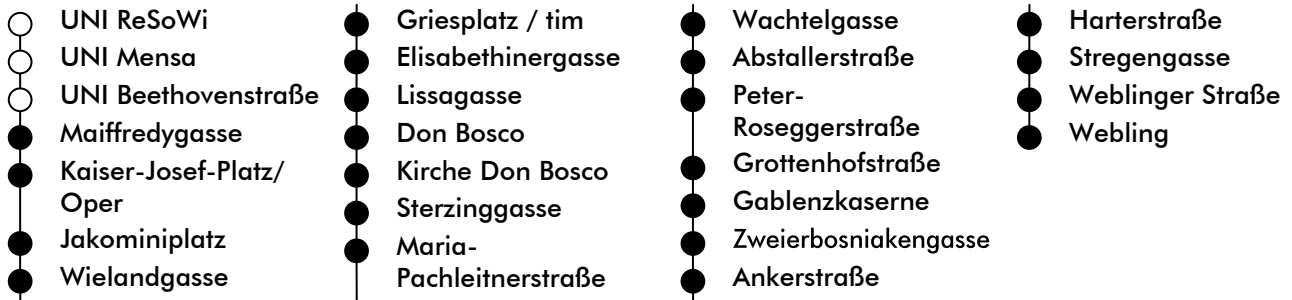 UNI ReSoWi
UNI Mensa
UNI Beethovenstraße
Maiffredygasse
Kaiser-Josef-Platz/
Oper
Jakominiplatz
Wielandgasse
Griesplatz / tim
Elisabethinergasse
Lissagasse
Don Bosco
Kirche Don Bosco
Sterzinggasse
Maria-
Pachleitnerstraße
Wachtelgasse
Abstallerstraße
Peter-
Roseggerstraße
Grottenhofstraße
Gablenzkaserne
Zweierbosniakengasse
Ankerstraße
Harterstraße
Stregengasse
Weblinger Straße
Webling